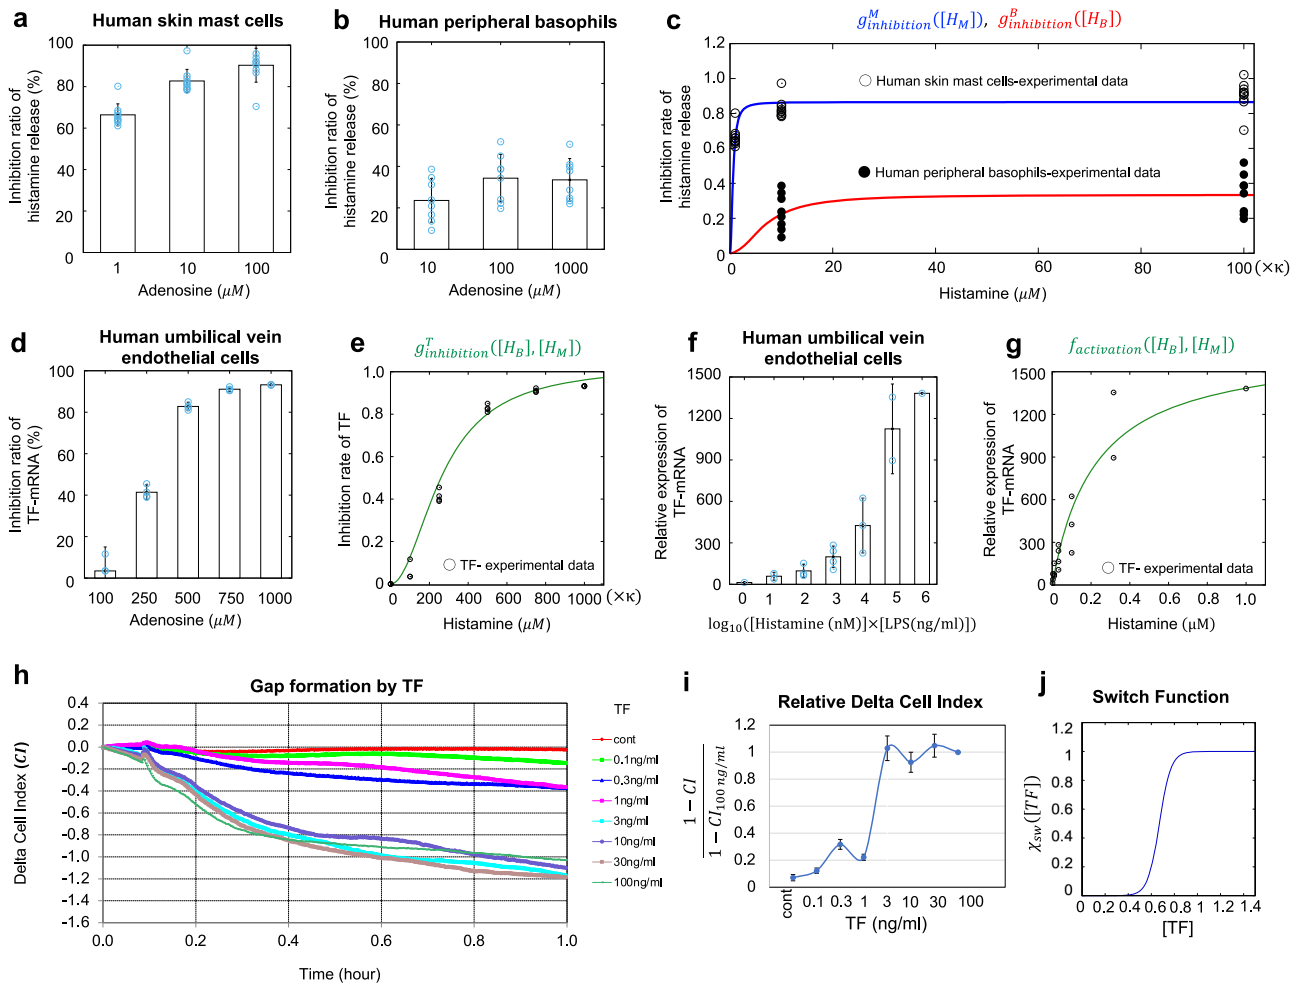 a
Human skin mast cells
Inhibition ratio of
histamine release (%)
100
80
60
40
20
0
1
10
100
Adenosine (μM)
b
Human peripheral basophils
Inhibition ratio of
histamine release (%)
100
80
60
40
20
0
10
100
1000
Adenosine (μM)
c
g^M_inhibition([H_M]), g^B_inhibition([H_B])
Inhibition rate of
histamine release
1.2
1.0
0.8
0.6
0.4
0.2
0
Human skin mast cells-experimental data
Human peripheral basophils-experimental data
0 20 40 60 80 100 (×κ)
Histamine (μM)
d
Human umbilical vein
endothelial cells
Inhibition ratio of
TF-mRNA (%)
100
80
60
40
20
0
100 250 500 750 1000
Adenosine (μM)
e
g^T_inhibition([H_B], [H_M])
Inhibition rate of TF
1.0
0.8
0.6
0.4
0.2
0
TF- experimental data
0 200 400 600 800 1000 (×κ)
Histamine (μM)
f
Human umbilical vein
endothelial cells
Relative expression of
TF-mRNA
1500
1200
900
600
300
0
0 1 2 3 4 5 6
log₁₀([Histamine (nM)]×[LPS(ng/ml)])
g
f_activation([H_B], [H_M])
Relative expression of
TF-mRNA
1500
1200
900
600
300
0
TF- experimental data
0 0.2 0.4 0.6 0.8 1.0
Histamine (μM)
h
Gap formation by TF
Delta Cell Index (CI)
0.4
0.2
0.0
−0.2
−0.4
−0.6
−0.8
−1.0
−1.2
−1.4
−1.6
0.0 0.2 0.4 0.6 0.8 1.0
Time (hour)
TF
cont
0.1ng/ml
0.3ng/ml
1ng/ml
3ng/ml
10ng/ml
30ng/ml
100ng/ml
i
Relative Delta Cell Index
1 − CI
1 − CI_100 ng/ml
1.2
1
0.8
0.6
0.4
0.2
0
cont 0.1 0.3 1 3 10 30 100
TF (ng/ml)
j
Switch Function
χ_sw([TF])
1.2
1.0
0.8
0.6
0.4
0.2
0
0 0.2 0.4 0.6 0.8 1 1.2 1.4
[TF]